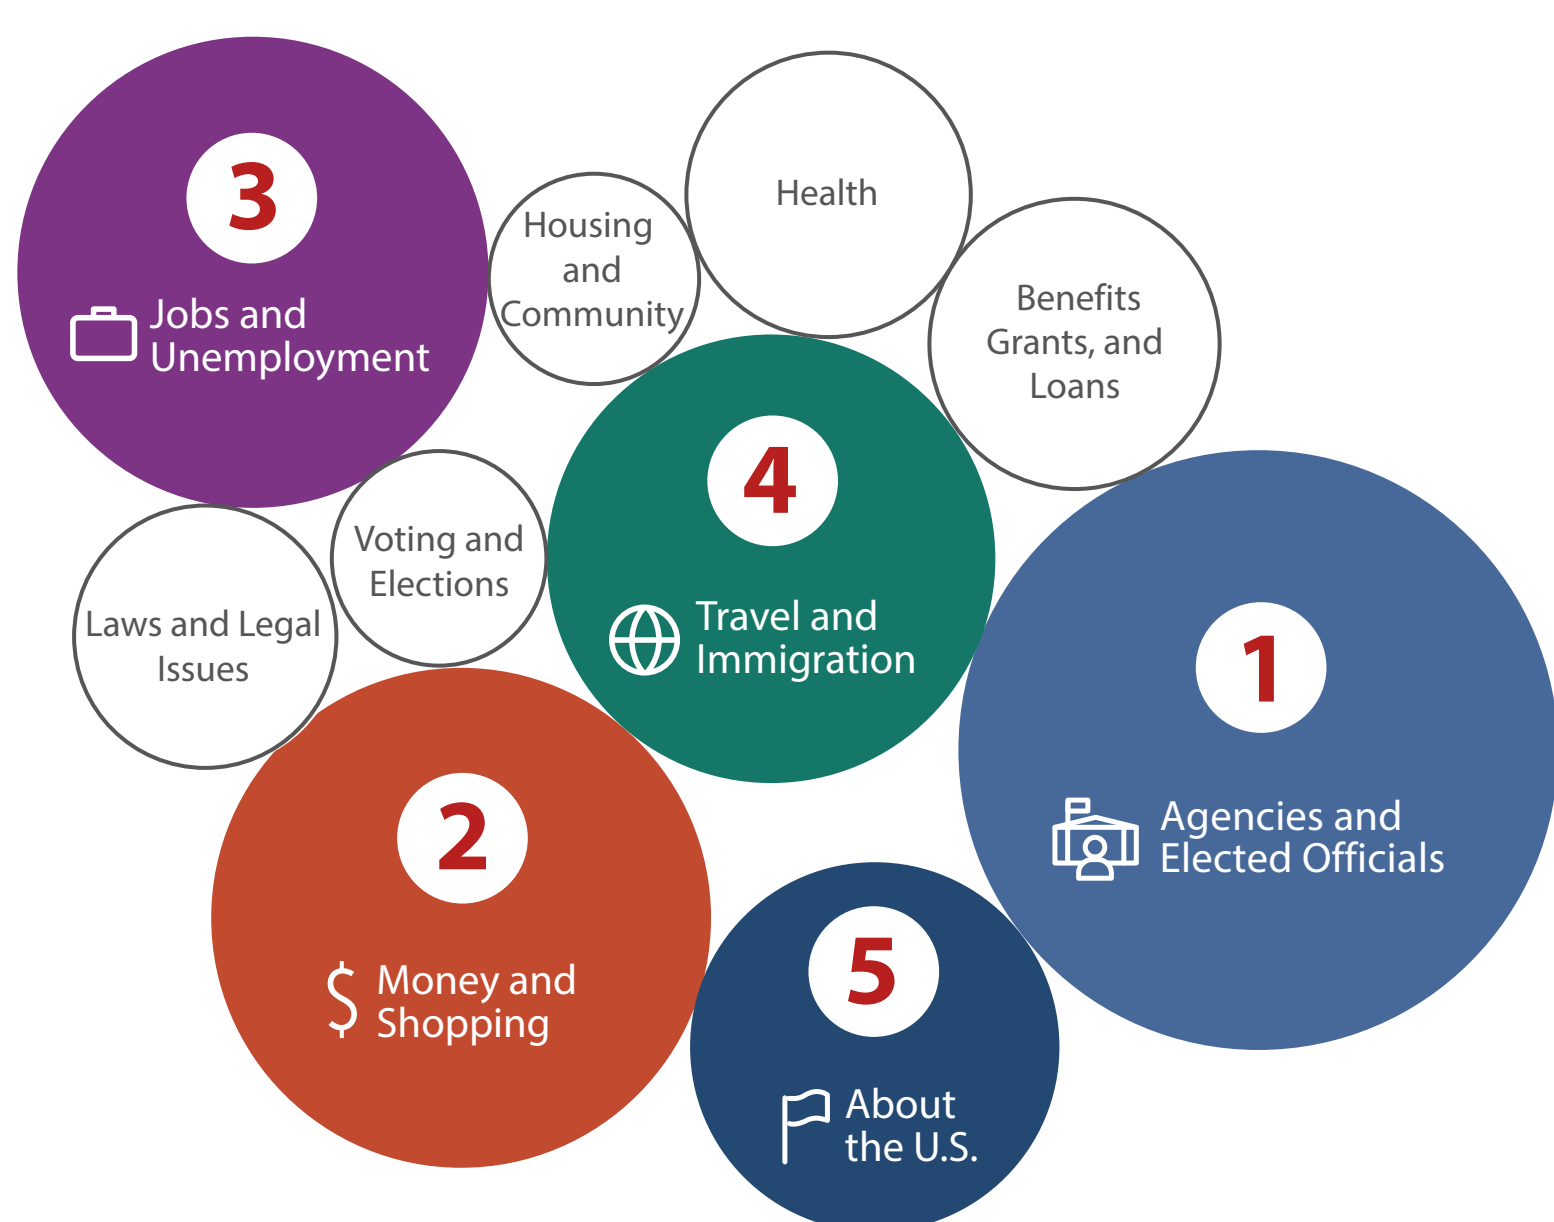 3
Jobs and
Unemployment
Housing
and
Community
Health
Benefits
Grants, and
Loans
4
Travel and
Immigration
Voting and
Elections
Laws and Legal
Issues
1
Agencies and
Elected Officials
2
$ Money and
Shopping
5
About
the U.S.